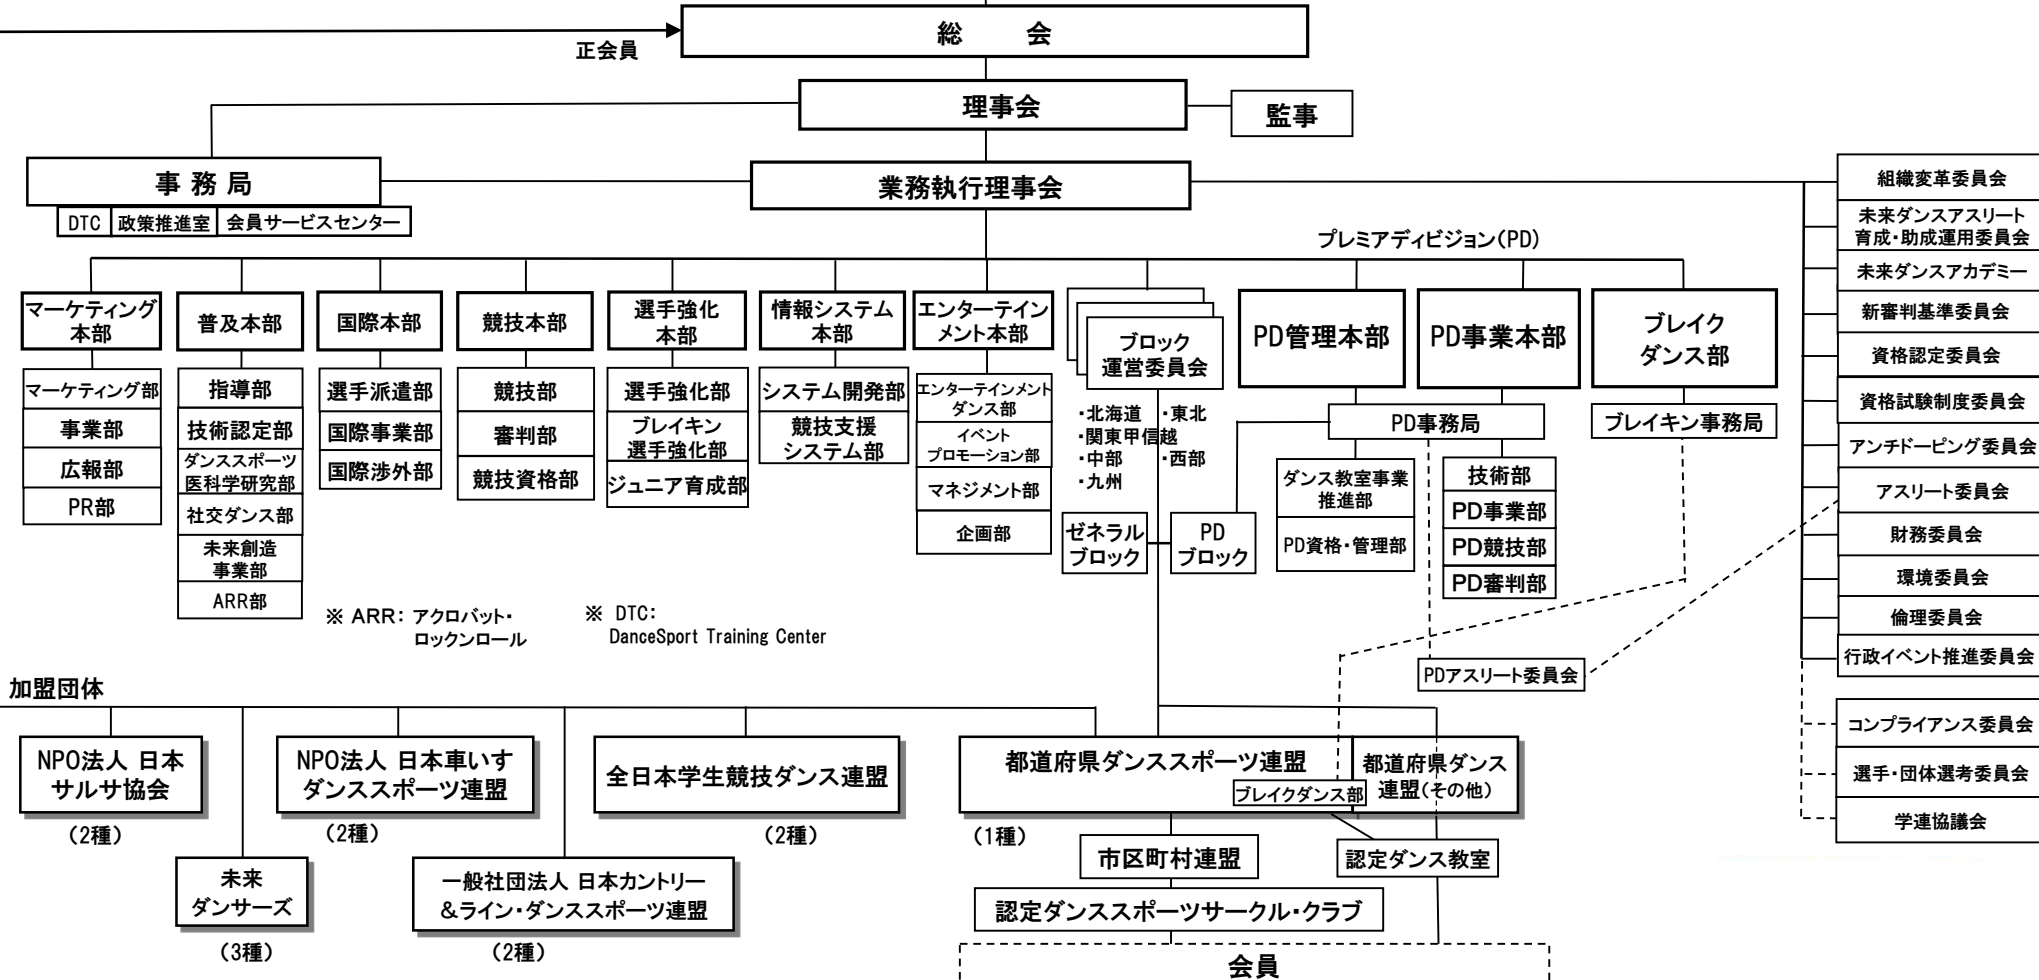 総 会
正会員
理事会
監事
事 務 局
業務執行理事会
DTC
政策推進室
会員サービスセンター
プレミアディビジョン(PD)
マーケティング
本部
マーケティング部
事業部
広報部
PR部
普及本部
指導部
技術認定部
ダンススポーツ
医科学研究部
社交ダンス部
未来創造
事業部
ARR部
国際本部
選手派遣部
国際事業部
国際渉外部
競技本部
競技部
審判部
競技資格部
選手強化
本部
選手強化部
ブレイキン
選手強化部
ジュニア育成部
情報システム
本部
システム開発部
競技支援
システム部
エンターテイン
メント本部
エンターテインメント
ダンス部
イベント
プロモーション部
マネジメント部
企画部
ブロック
運営委員会
・北海道 ・東北
・関東甲信越
・中部 ・西部
・九州
ゼネラル
ブロック
PD
ブロック
PD管理本部
PD事業本部
PD事務局
ダンス教室事業
推進部
PD資格・管理部
技術部
PD事業部
PD競技部
PD審判部
ブレイク
ダンス部
ブレイキン事務局
PDアスリート委員会
組織変革委員会
未来ダンスアスリート
育成・助成運用委員会
未来ダンスアカデミー
新審判基準委員会
資格認定委員会
資格試験制度委員会
アンチドーピング委員会
アスリート委員会
財務委員会
環境委員会
倫理委員会
行政イベント推進委員会
コンプライアンス委員会
選手・団体選考委員会
学連協議会
※ ARR: アクロバット・
ロックンロール
※ DTC:
DanceSport Training Center
加盟団体
NPO法人 日本
サルサ協会
(2種)
未来
ダンサーズ
(3種)
NPO法人 日本車いす
ダンススポーツ連盟
(2種)
一般社団法人 日本カントリー
&ライン・ダンススポーツ連盟
(2種)
全日本学生競技ダンス連盟
(2種)
都道府県ダンススポーツ連盟
ブレイクダンス部
都道府県ダンス
連盟(その他)
(1種)
市区町村連盟
認定ダンス教室
認定ダンススポーツサークル・クラブ
会員